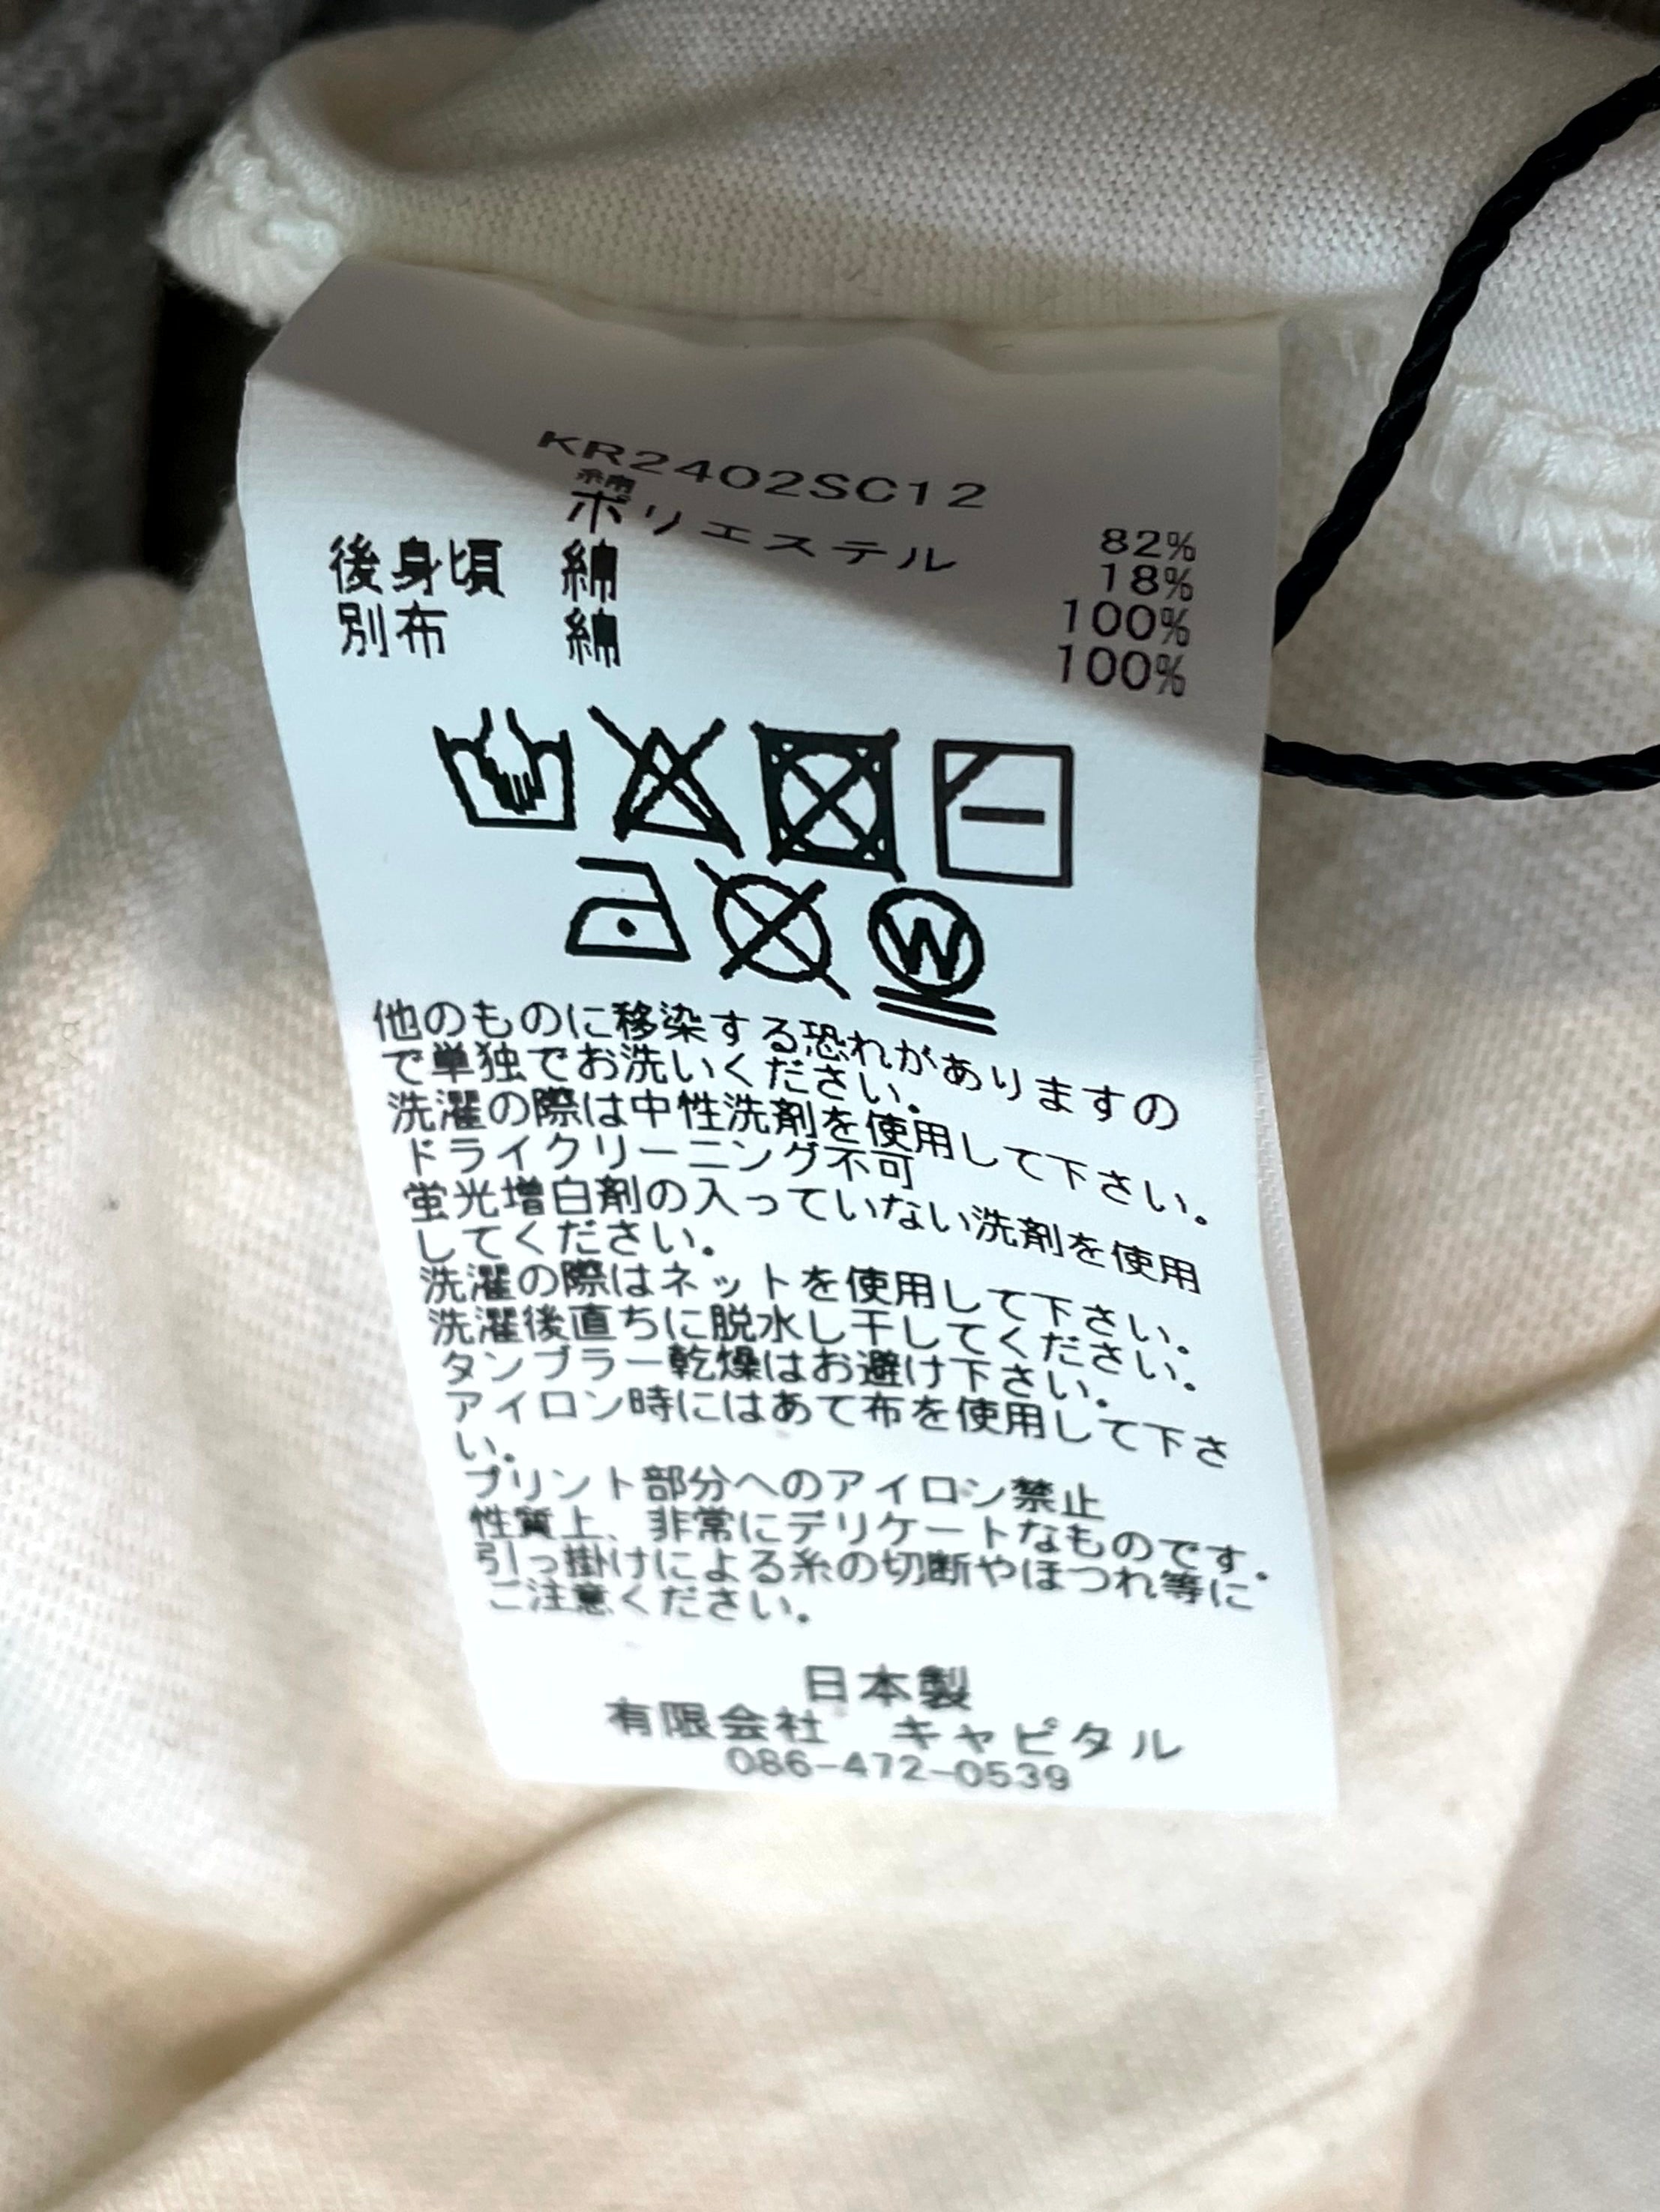 KR2402SC12
綿 82%
ポリエステル 18%
後身頃 綿 100%
別布 綿 100%
W
他のものに移染する恐れがありますの
で単独でお洗いください。
洗濯の際は中性洗剤を使用して下さい。
ドライクリーニング不可
蛍光増白剤の入っていない洗剤を使用
してください。
洗濯の際はネットを使用して下さい。
洗濯後直ちに脱水し干してください。
タンブラー乾燥はお避け下さい。
アイロン時にはあて布を使用して下さ
い。
プリント部分へのアイロン禁止
性質上、非常にデリケートなものです。
引っ掛けによる糸の切断やほつれ等に
ご注意ください。
日本製
有限会社 キャピタル
086-472-0539